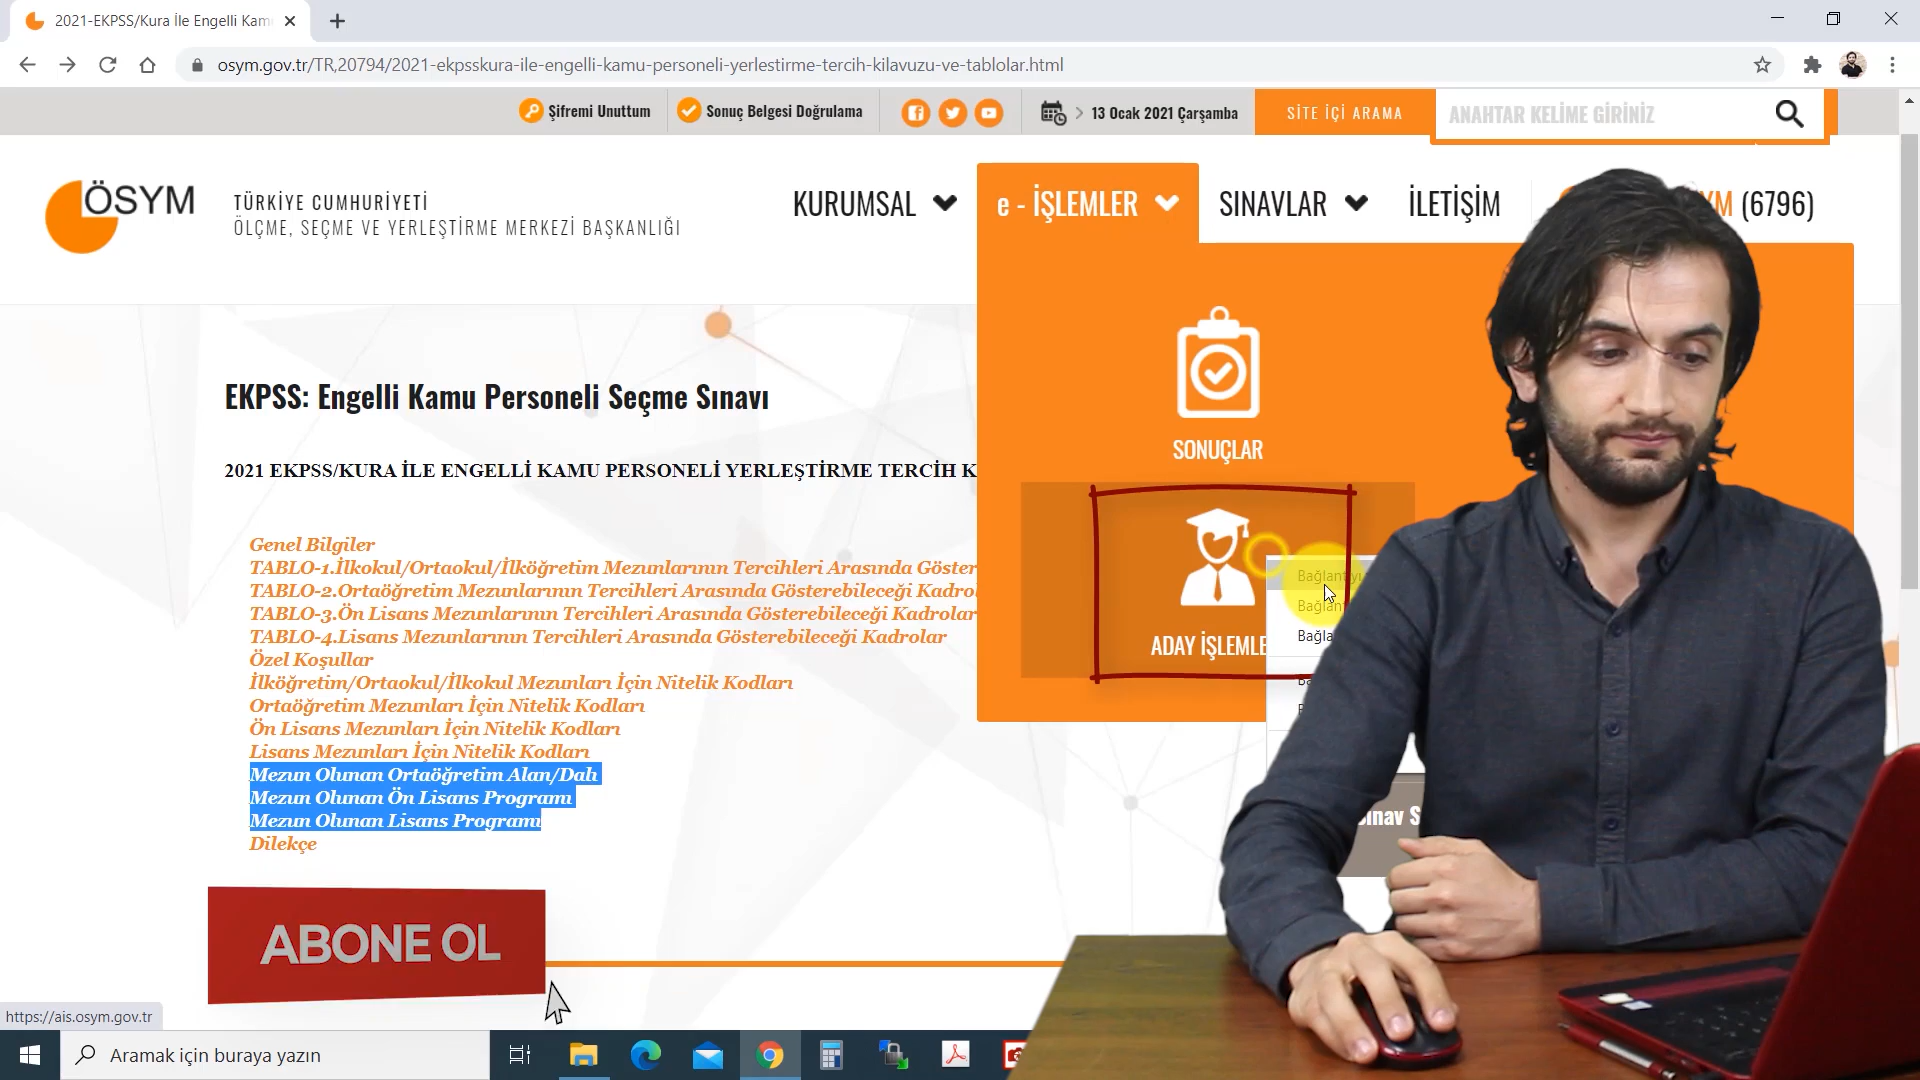 2021-EKPSS/Kura İle Engelli Kam
osym.gov.tr/TR,20794/2021-ekpsskura-ile-engelli-kamu-personeli-yerlestirme-tercih-kilavuzu-ve-tablolar.html
Şifremi Unuttum
Sonuç Belgesi Doğrulama
13 Ocak 2021 Çarşamba
SİTE İÇİ ARAMA
ANAHTAR KELİME GİRİNİZ
ÖSYM
TÜRKİYE CUMHURİYETİ
ÖLÇME, SEÇME VE YERLEŞTİRME MERKEZİ BAŞKANLIĞI
KURUMSAL
e - İŞLEMLER
SINAVLAR
İLETİŞİM
YM (6796)
SONUÇLAR
ADAY İŞLEMLE
Bağlantıyı
Bağlant
Bağla
EKPSS: Engelli Kamu Personeli Seçme Sınavı
2021 EKPSS/KURA İLE ENGELLİ KAMU PERSONELİ YERLEŞTİRME TERCİH K
Genel Bilgiler
TABLO-1.İlkokul/Ortaokul/İlköğretim Mezunlarının Tercihleri Arasında Göster
TABLO-2.Ortaöğretim Mezunlarının Tercihleri Arasında Gösterebileceği Kadrol
TABLO-3.Ön Lisans Mezunlarının Tercihleri Arasında Gösterebileceği Kadrolar
TABLO-4.Lisans Mezunlarının Tercihleri Arasında Gösterebileceği Kadrolar
Özel Koşullar
İlköğretim/Ortaokul/İlkokul Mezunları İçin Nitelik Kodları
Ortaöğretim Mezunları İçin Nitelik Kodları
Ön Lisans Mezunları İçin Nitelik Kodları
Lisans Mezunları İçin Nitelik Kodları
Mezun Olunan Ortaöğretim Alan/Dalı
Mezun Olunan Ön Lisans Programı
Mezun Olunan Lisans Programı
Dilekçe
ınav S
ABONE OL
https://ais.osym.gov.tr
Aramak için buraya yazın